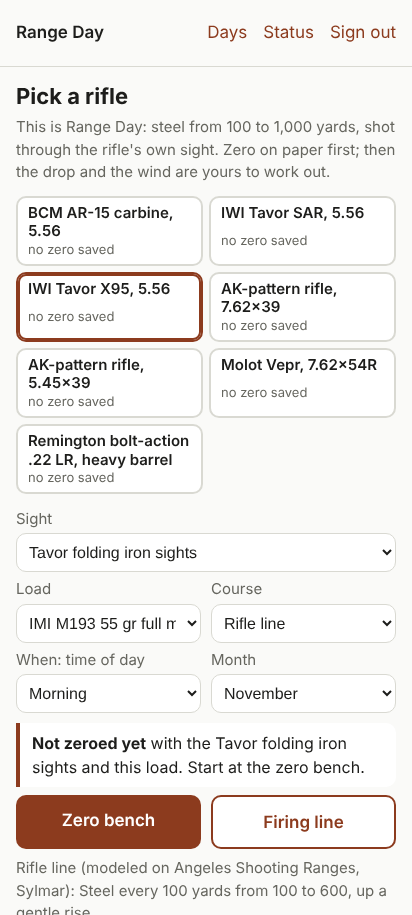 Range Day
Days Status Sign out
Pick a rifle
This is Range Day: steel from 100 to 1,000 yards, shot
through the rifle's own sight. Zero on paper first; then
the drop and the wind are yours to work out.
BCM AR-15 carbine,
5.56
no zero saved
IWI Tavor SAR, 5.56
no zero saved
IWI Tavor X95, 5.56
no zero saved
AK-pattern rifle,
7.62×39
no zero saved
AK-pattern rifle,
5.45×39
no zero saved
Molot Vepr, 7.62×54R
no zero saved
Remington bolt-action
.22 LR, heavy barrel
no zero saved
Sight
Tavor folding iron sights
Load
IMI M193 55 gr full m
Course
Rifle line
When: time of day
Morning
Month
November
Not zeroed yet with the Tavor folding iron
sights and this load. Start at the zero bench.
Zero bench
Firing line
Rifle line (modeled on Angeles Shooting Ranges,
Sylmar): Steel every 100 yards from 100 to 600, up a
gentle rise